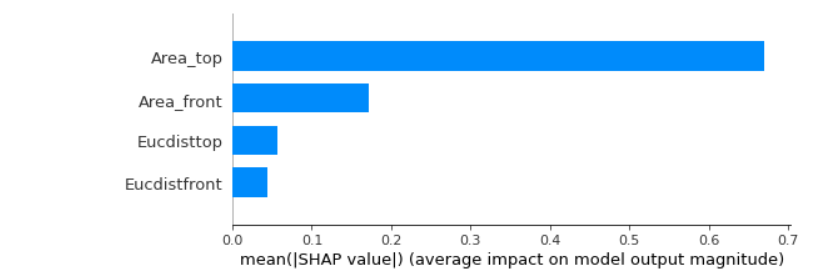 Area_top
Area_front
Eucdisttop
Eucdistfront
0.0 0.1 0.2 0.3 0.4 0.5 0.6 0.7
mean(|SHAP value|) (average impact on model output magnitude)